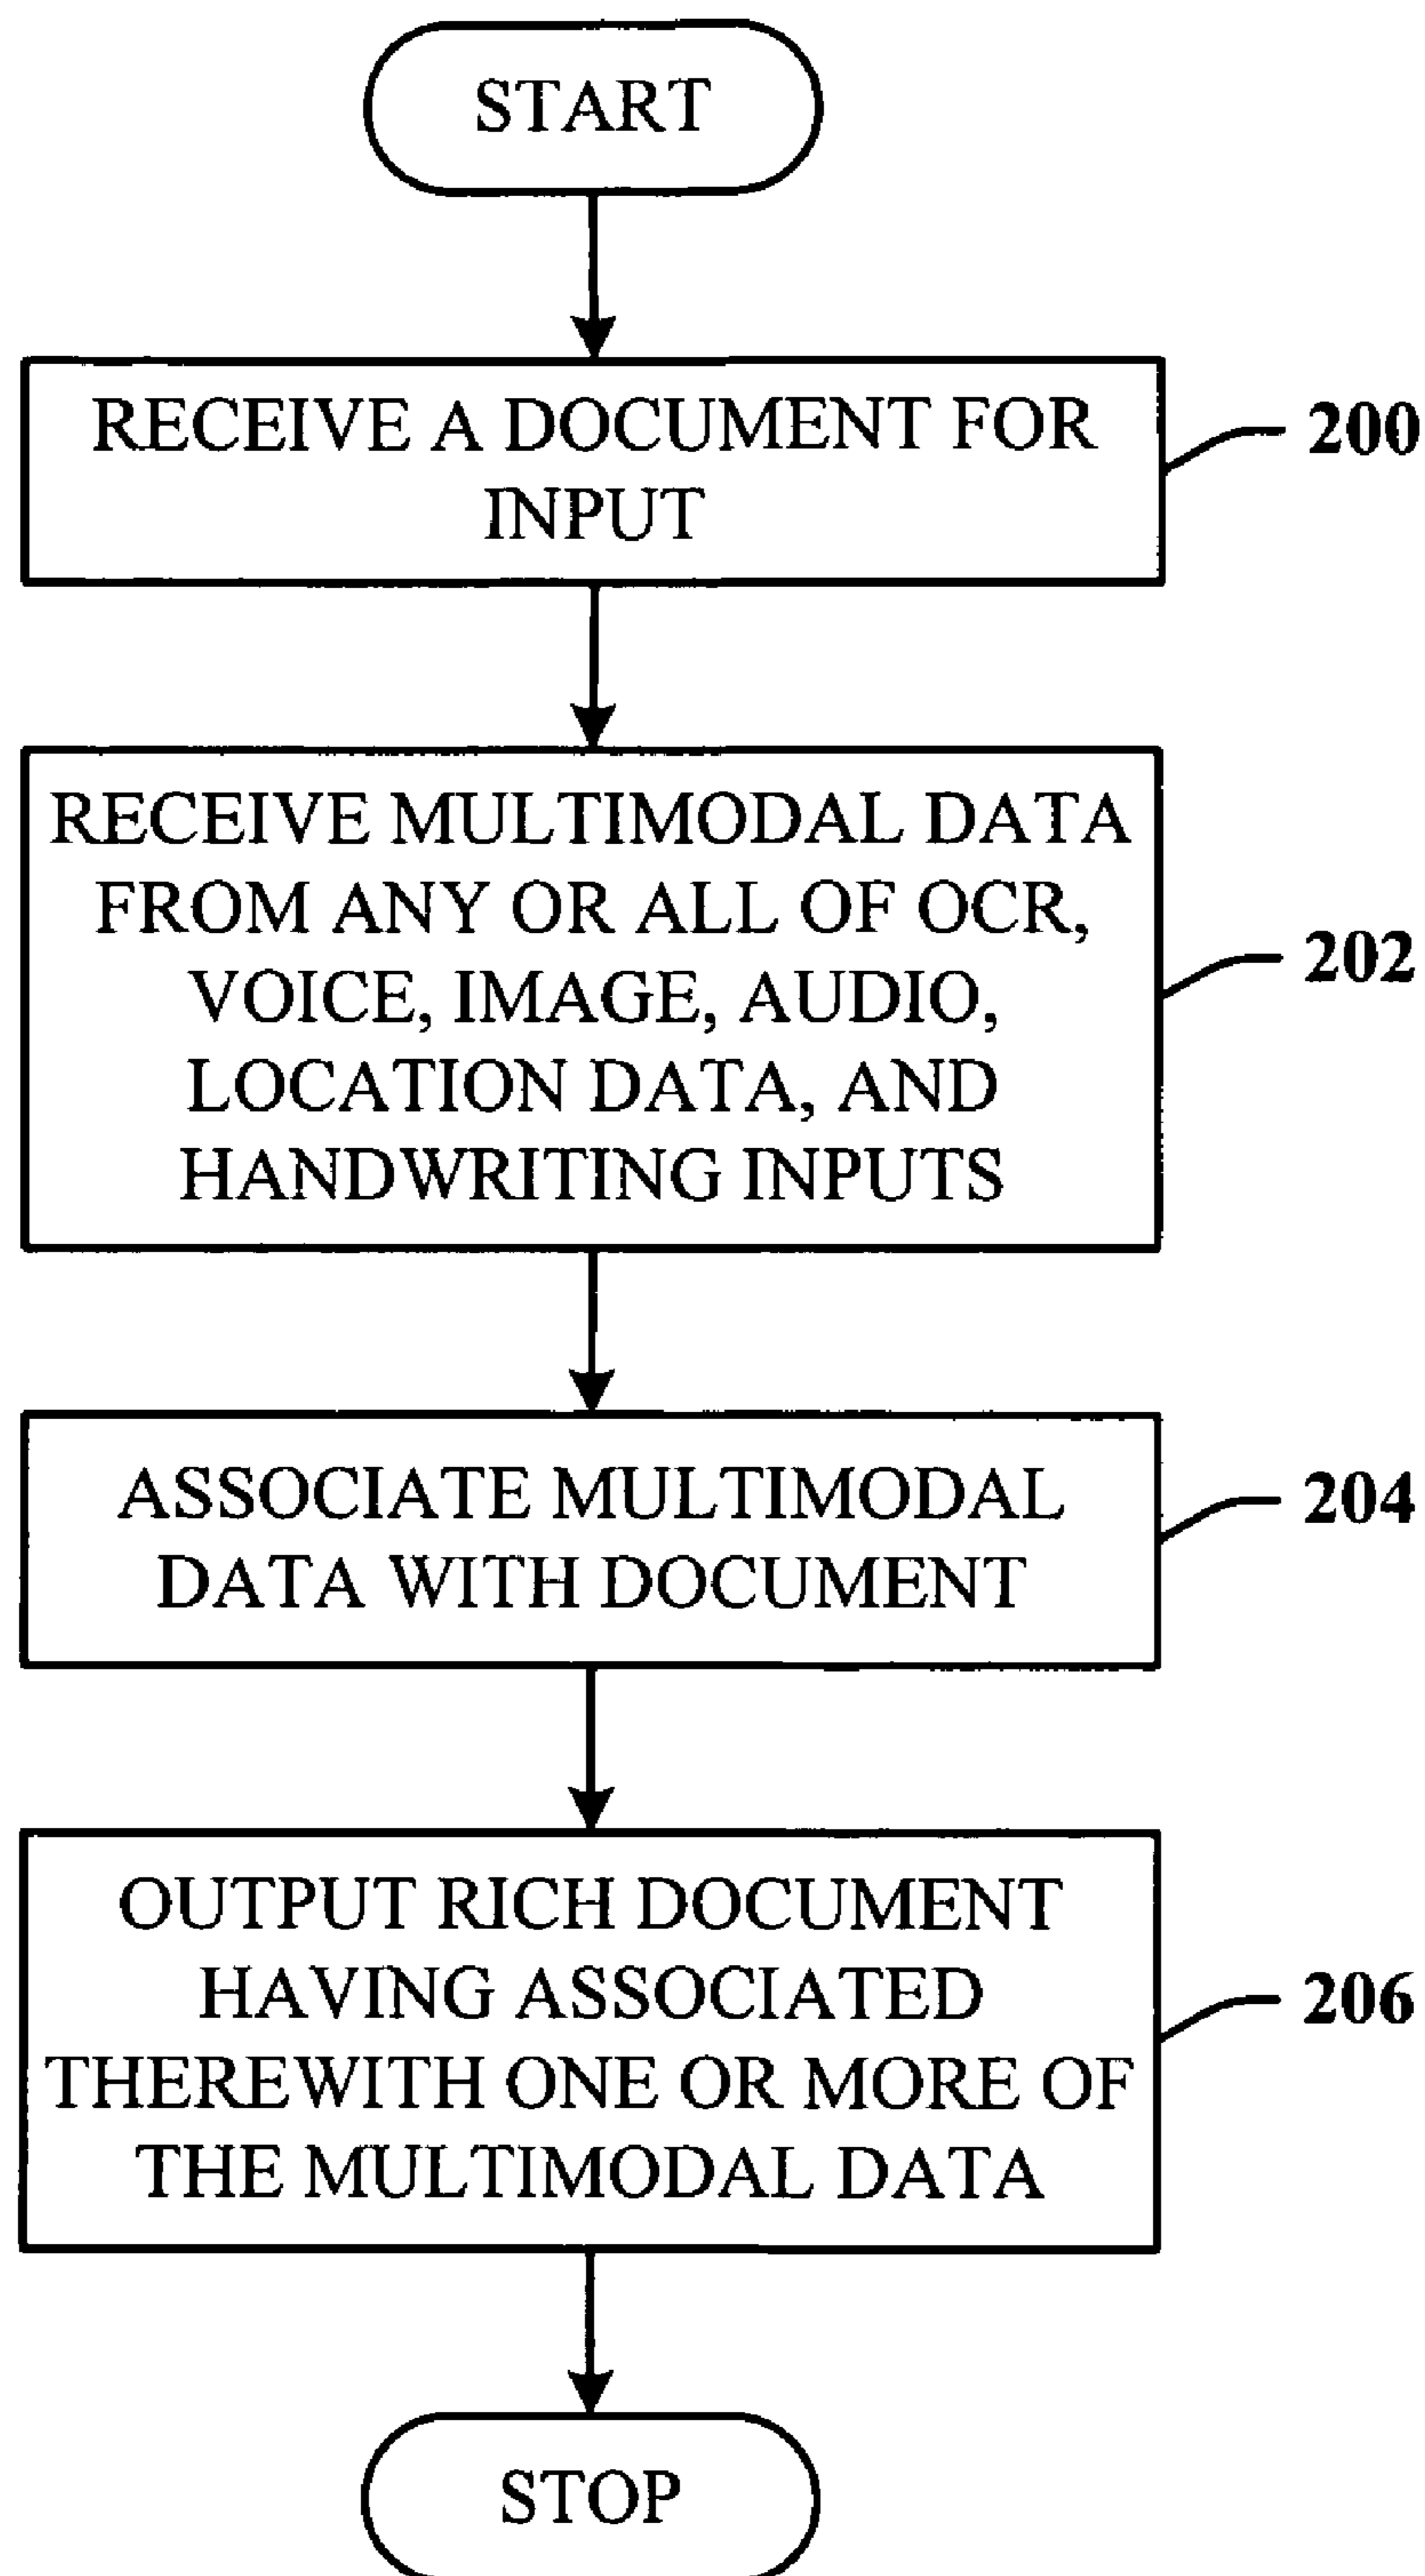 START
RECEIVE A DOCUMENT FOR
INPUT
200
RECEIVE MULTIMODAL DATA
FROM ANY OR ALL OF OCR,
VOICE, IMAGE, AUDIO,
LOCATION DATA, AND
HANDWRITING INPUTS
202
ASSOCIATE MULTIMODAL
DATA WITH DOCUMENT
204
OUTPUT RICH DOCUMENT
HAVING ASSOCIATED
THEREWITH ONE OR MORE OF
THE MULTIMODAL DATA
206
STOP